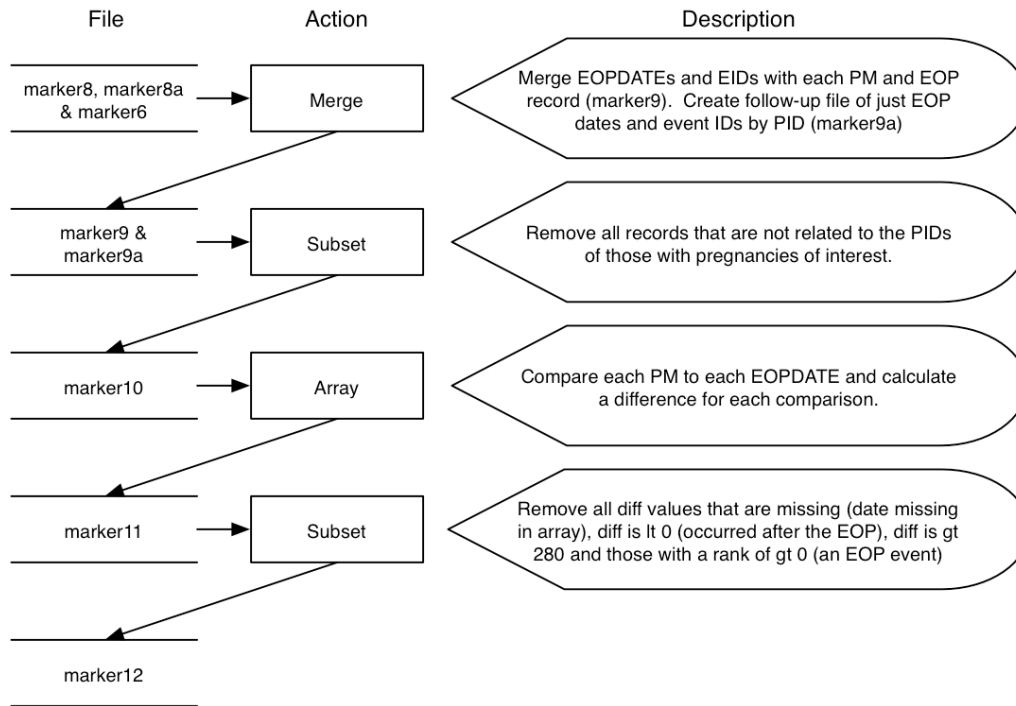 File
Action
Description
marker8, marker8a
& marker6
Merge
Merge EOPDATEs and EIDs with each PM and EOP
record (marker9).  Create follow-up file of just EOP
dates and event IDs by PID (marker9a)
marker9 &
marker9a
Subset
Remove all records that are not related to the PIDs
of those with pregnancies of interest.
marker10
Array
Compare each PM to each EOPDATE and calculate
a difference for each comparison.
marker11
Subset
Remove all diff values that are missing (date missing
in array), diff is lt 0 (occurred after the EOP), diff is gt
280 and those with a rank of gt 0 (an EOP event)
marker12